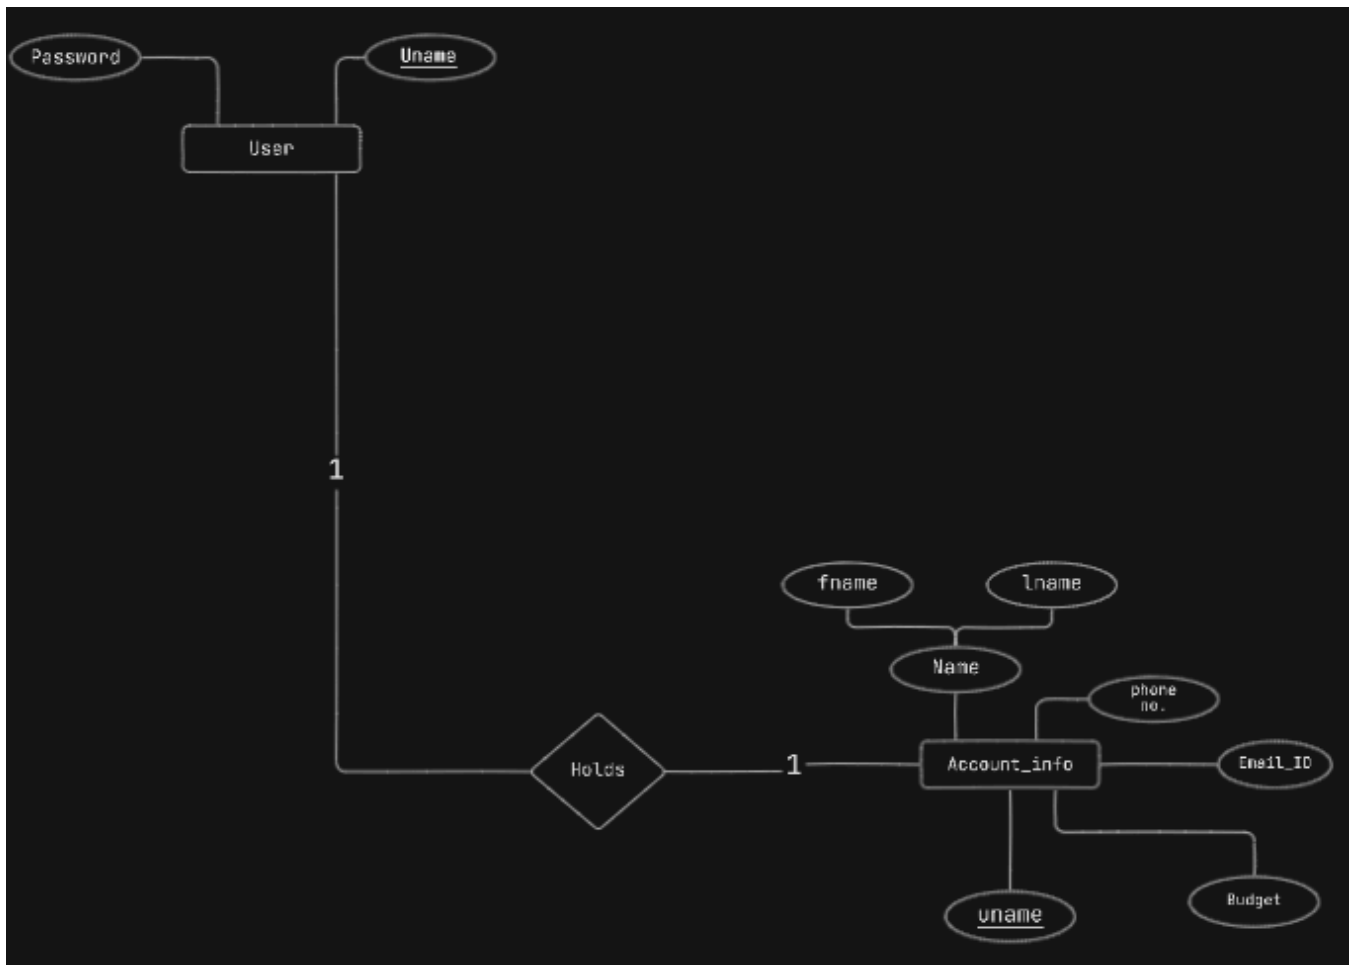 Password
Uname
User
1
fname
lname
Name
phone
no.
Holds
1
Account_info
Email_ID
Budget
uname